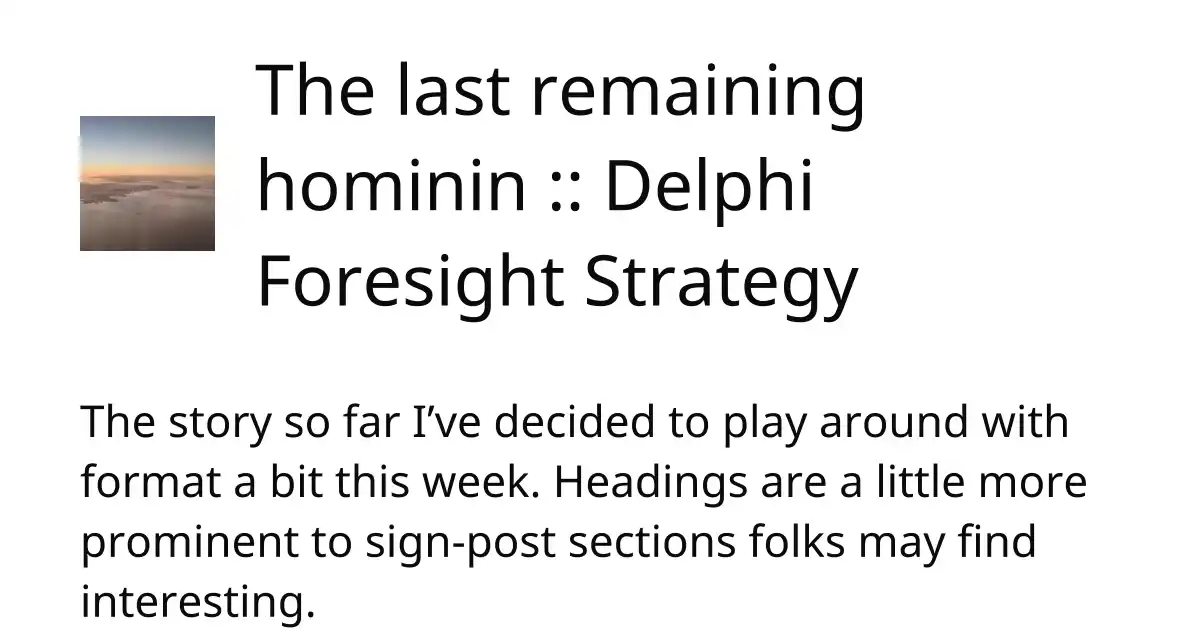 The last remaining
hominin :: Delphi
Foresight Strategy
The story so far I’ve decided to play around with
format a bit this week. Headings are a little more
prominent to sign-post sections folks may find
interesting.